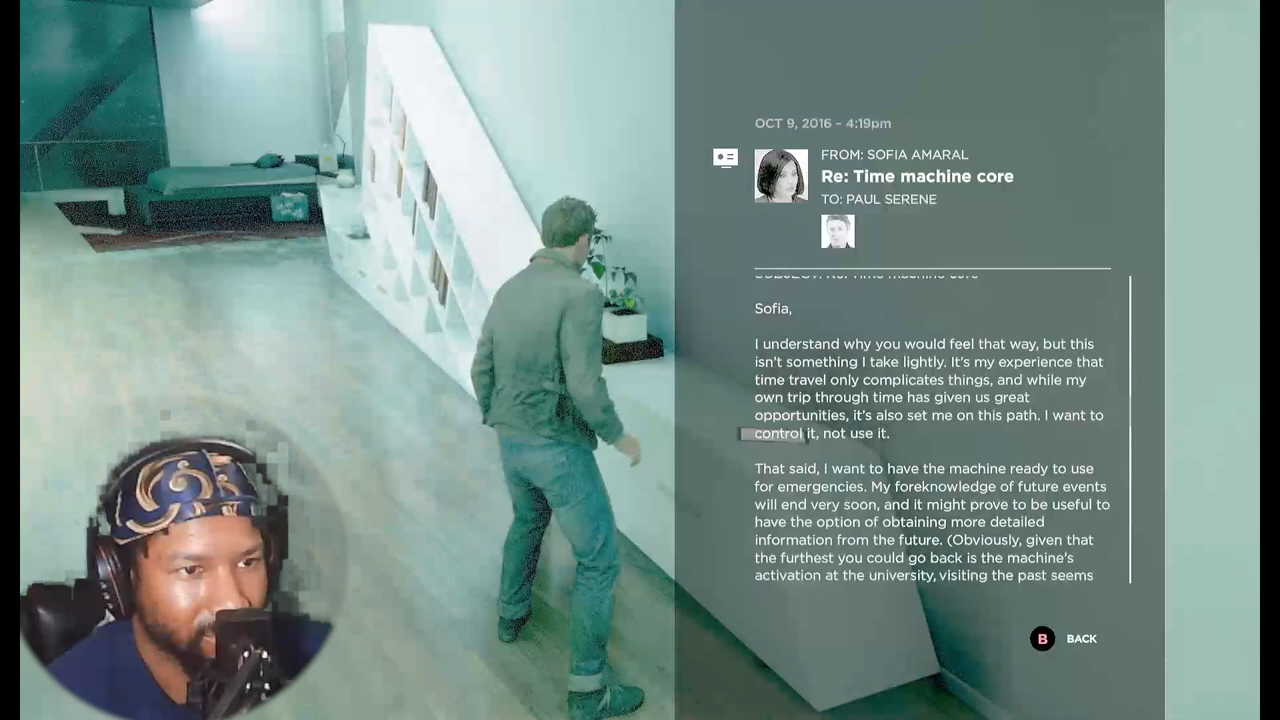 OCT 9, 2016 – 4:19pm
FROM: SOFIA AMARAL
Re: Time machine core
TO: PAUL SERENE
SUBJECT: Re: Time machine core
Sofia,
I understand why you would feel that way, but this
isn't something I take lightly. It's my experience that
time travel only complicates things, and while my
own trip through time has given us great
opportunities, it's also set me on this path. I want to
control it, not use it.
That said, I want to have the machine ready to use
for emergencies. My foreknowledge of future events
will end very soon, and it might prove to be useful to
have the option of obtaining more detailed
information from the future. (Obviously, given that
the furthest you could go back is the machine's
activation at the university, visiting the past seems
B BACK